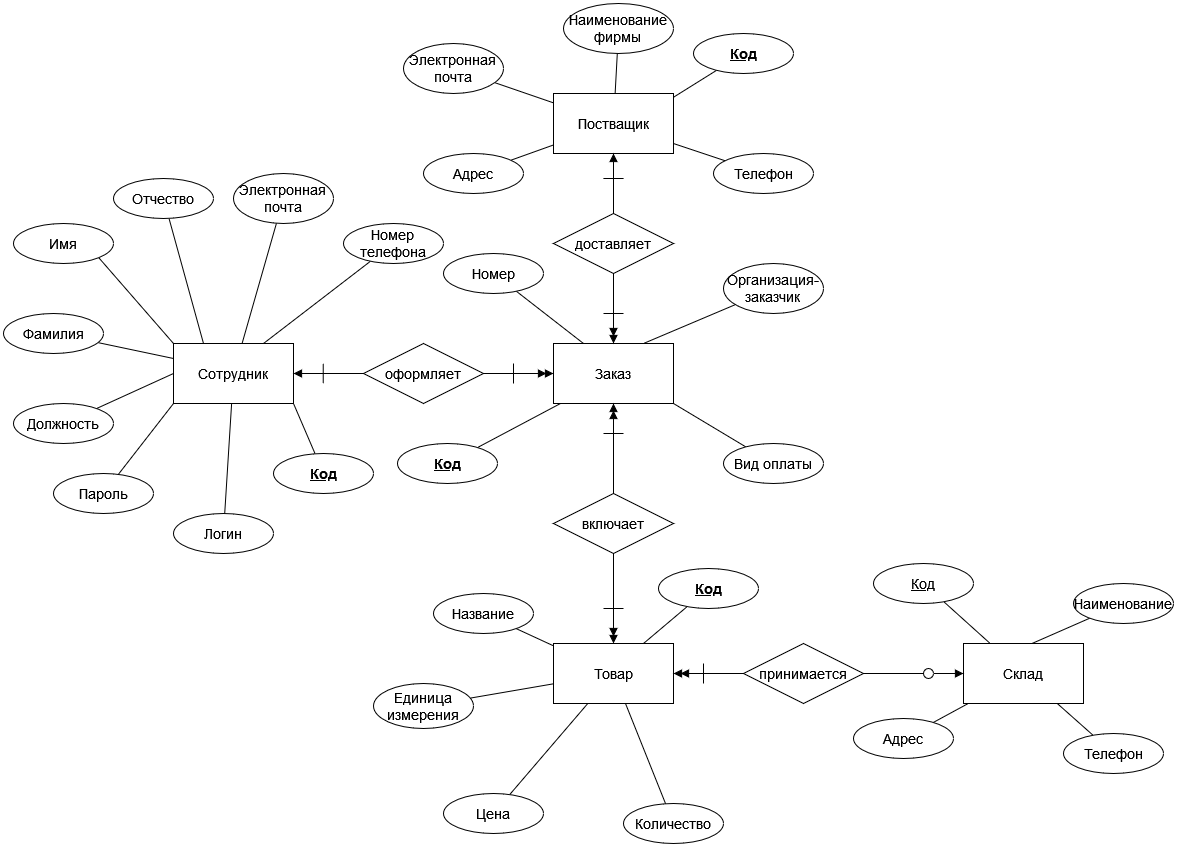 Наименование
фирмы
Код
Электронная
почта
Постващик
Адрес
Телефон
Отчество
Электронная
почта
Имя
Номер
телефона
доставляет
Номер
Организация-
заказчик
Фамилия
Сотрудник
оформляет
Заказ
Должность
Код
Код
Вид оплаты
Пароль
Логин
включает
Код
Код
Название
Наименование
Товар
принимается
Склад
Единица
измерения
Адрес
Телефон
Цена
Количество